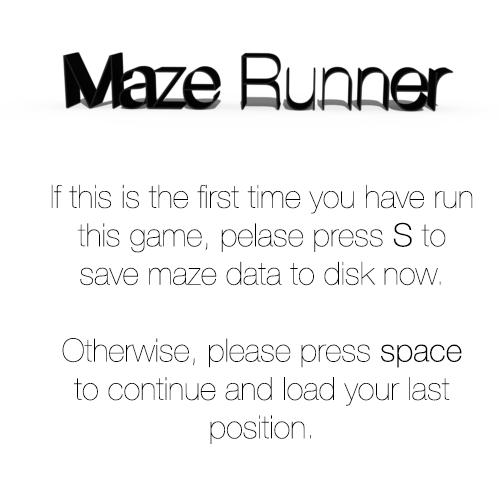 Maze Runner
If this is the first time you have run
this game, pelase press S to
save maze data to disk now.
Otherwise, please press space
to continue and load your last
position.